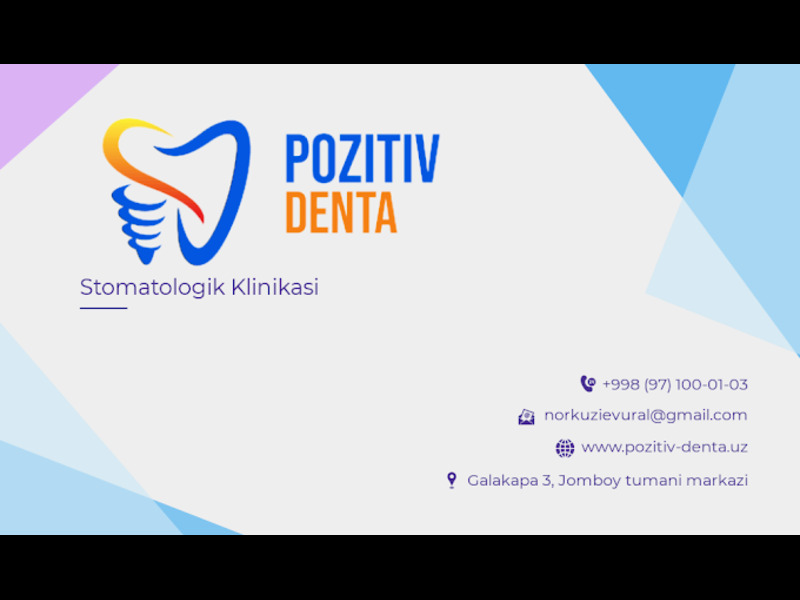 POZITIV
DENTA
Stomatologik Klinikasi
+998 (97) 100-01-03
norkuzievural@gmail.com
www.pozitiv-denta.uz
Galakapa 3, Jomboy tumani markazi